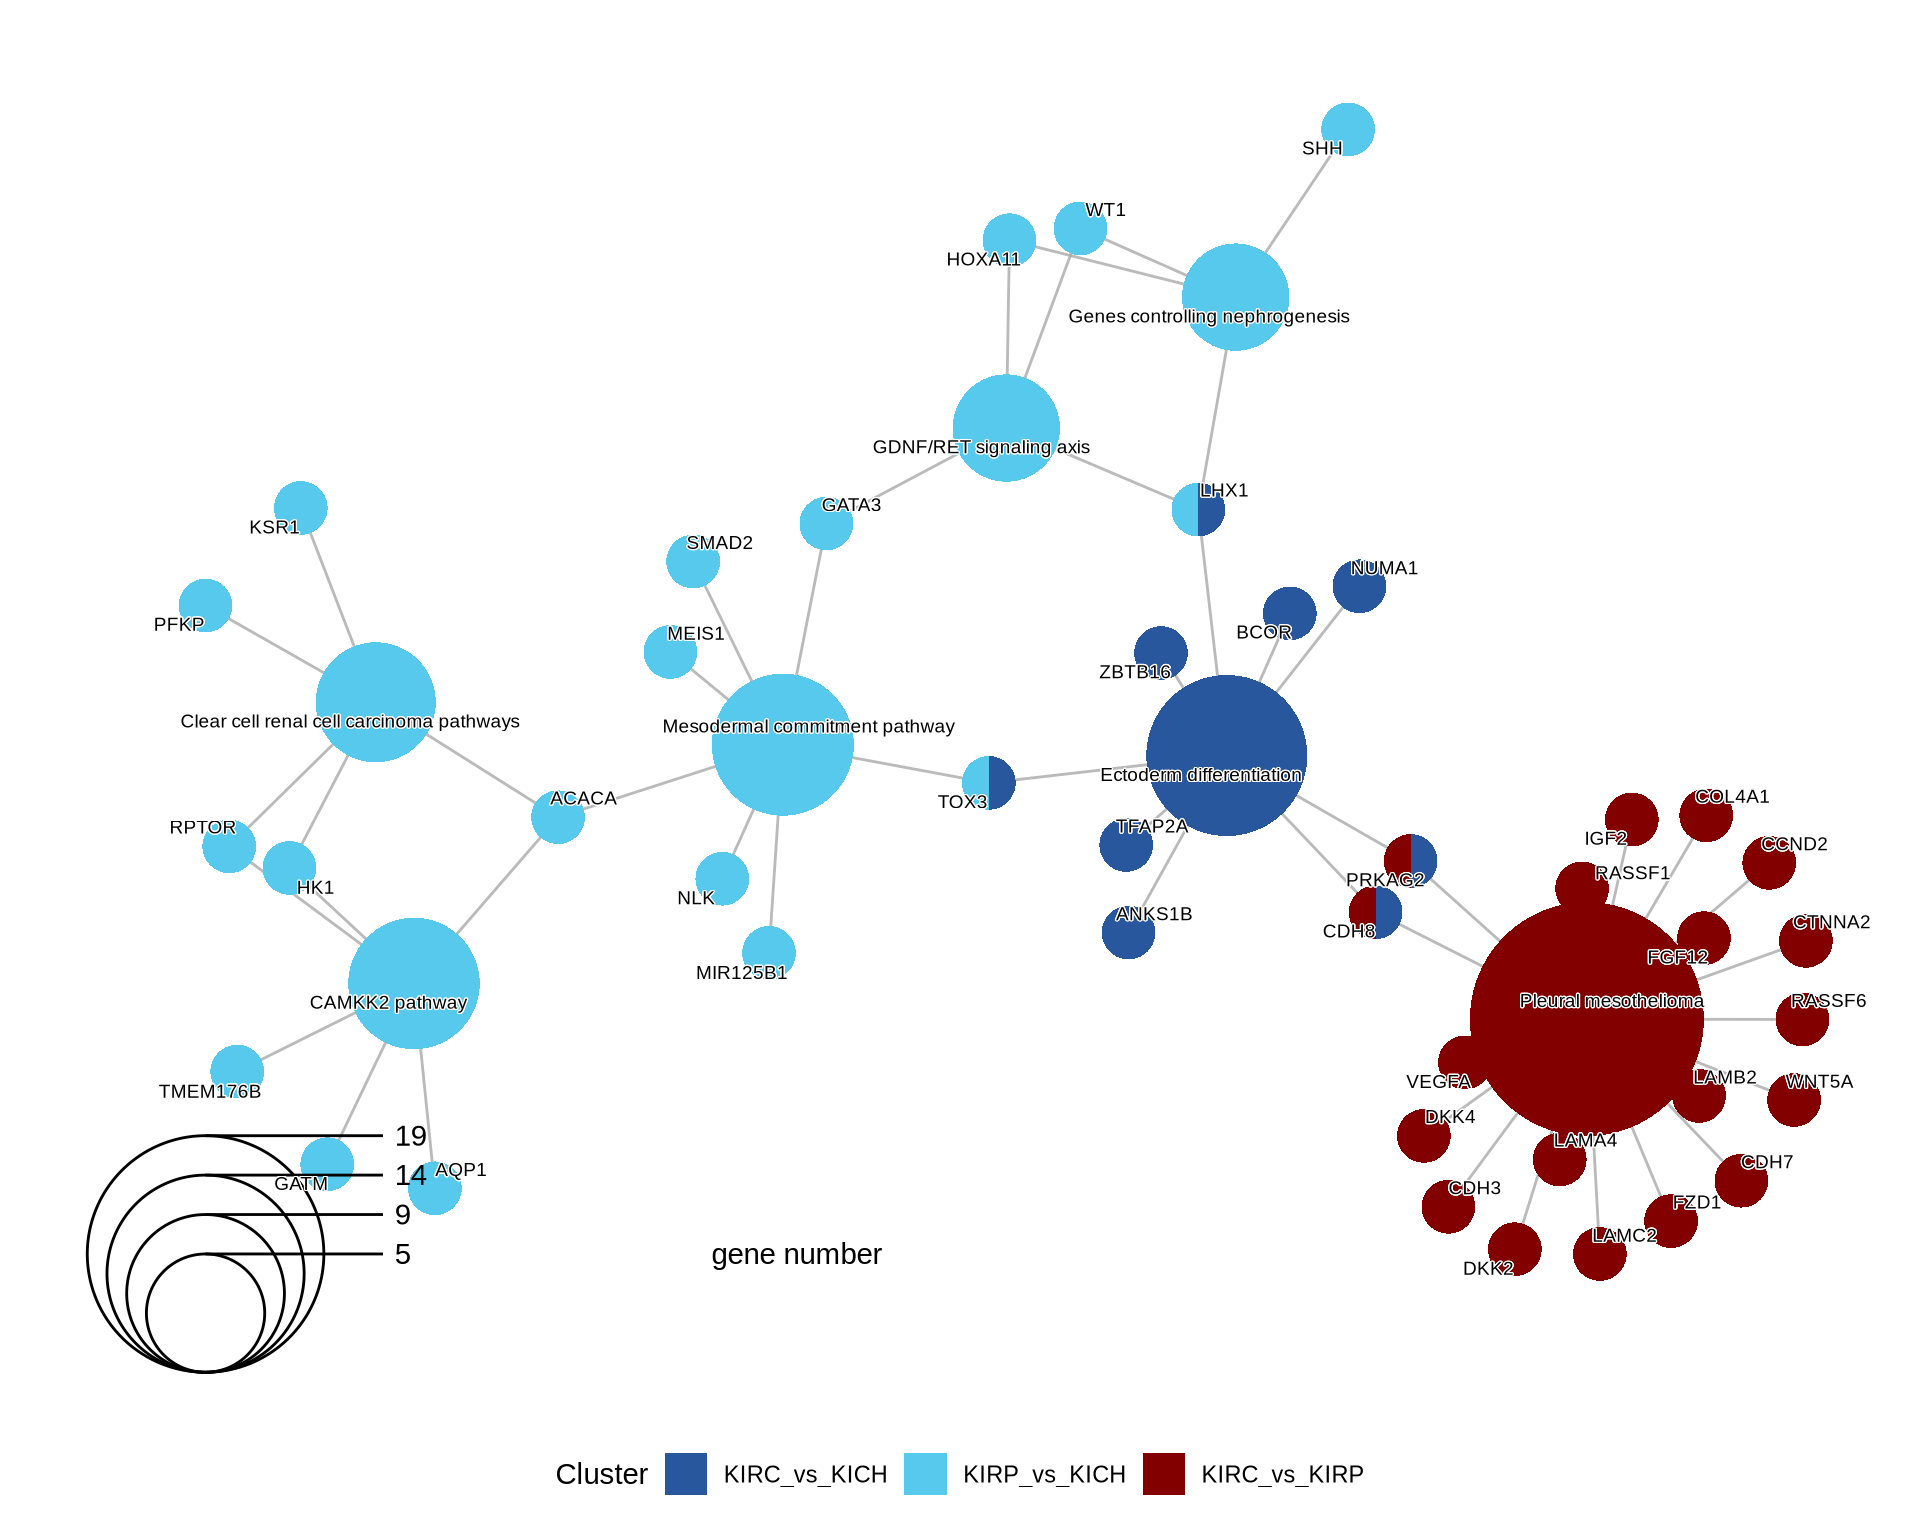 SHH
WT1
HOXA11
Genes controlling nephrogenesis
GDNF/RET signaling axis
LHX1
GATA3
KSR1
SMAD2
NUMA1
PFKP
MEIS1
BCOR
ZBTB16
Clear cell renal cell carcinoma pathways
Mesodermal commitment pathway
Ectoderm differentiation
TOX3
ACACA
COL4A1
RPTOR
TFAP2A
IGF2
CCND2
RASSF1
HK1
PRKAG2
NLK
ANKS1B
CTNNA2
CDH8
FGF12
MIR125B1
CAMKK2 pathway
Pleural mesothelioma
RASSF6
TMEM176B
VEGFA
LAMB2
WNT5A
DKK4
19
LAMA4
AQP1
CDH7
14
GATM
CDH3
FZD1
9
LAMC2
5
gene number
DKK2
Cluster KIRC_vs_KICH KIRP_vs_KICH KIRC_vs_KIRP